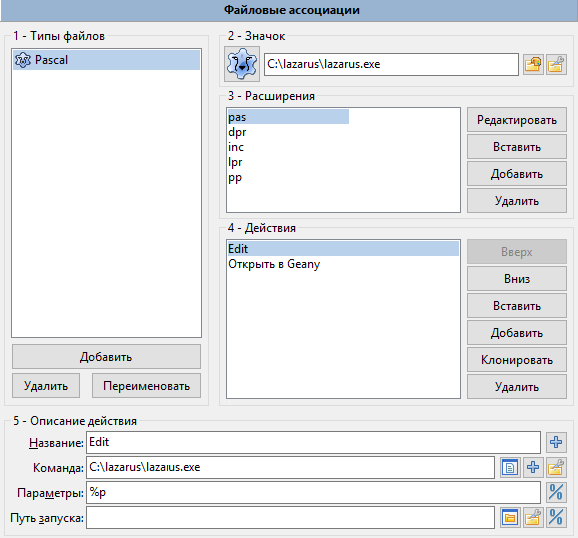 Файловые ассоциации
1 - Типы файлов
Pascal
Добавить
Удалить
Переименовать
2 - Значок
C:\lazarus\lazarus.exe
3 - Расширения
pas
dpr
inc
lpr
pp
Редактировать
Вставить
Добавить
Удалить
4 - Действия
Edit
Открыть в Geany
Вверх
Вниз
Вставить
Добавить
Клонировать
Удалить
5 - Описание действия
Название: Edit
Команда: C:\lazarus\lazarus.exe
Параметры: %p
Путь запуска: